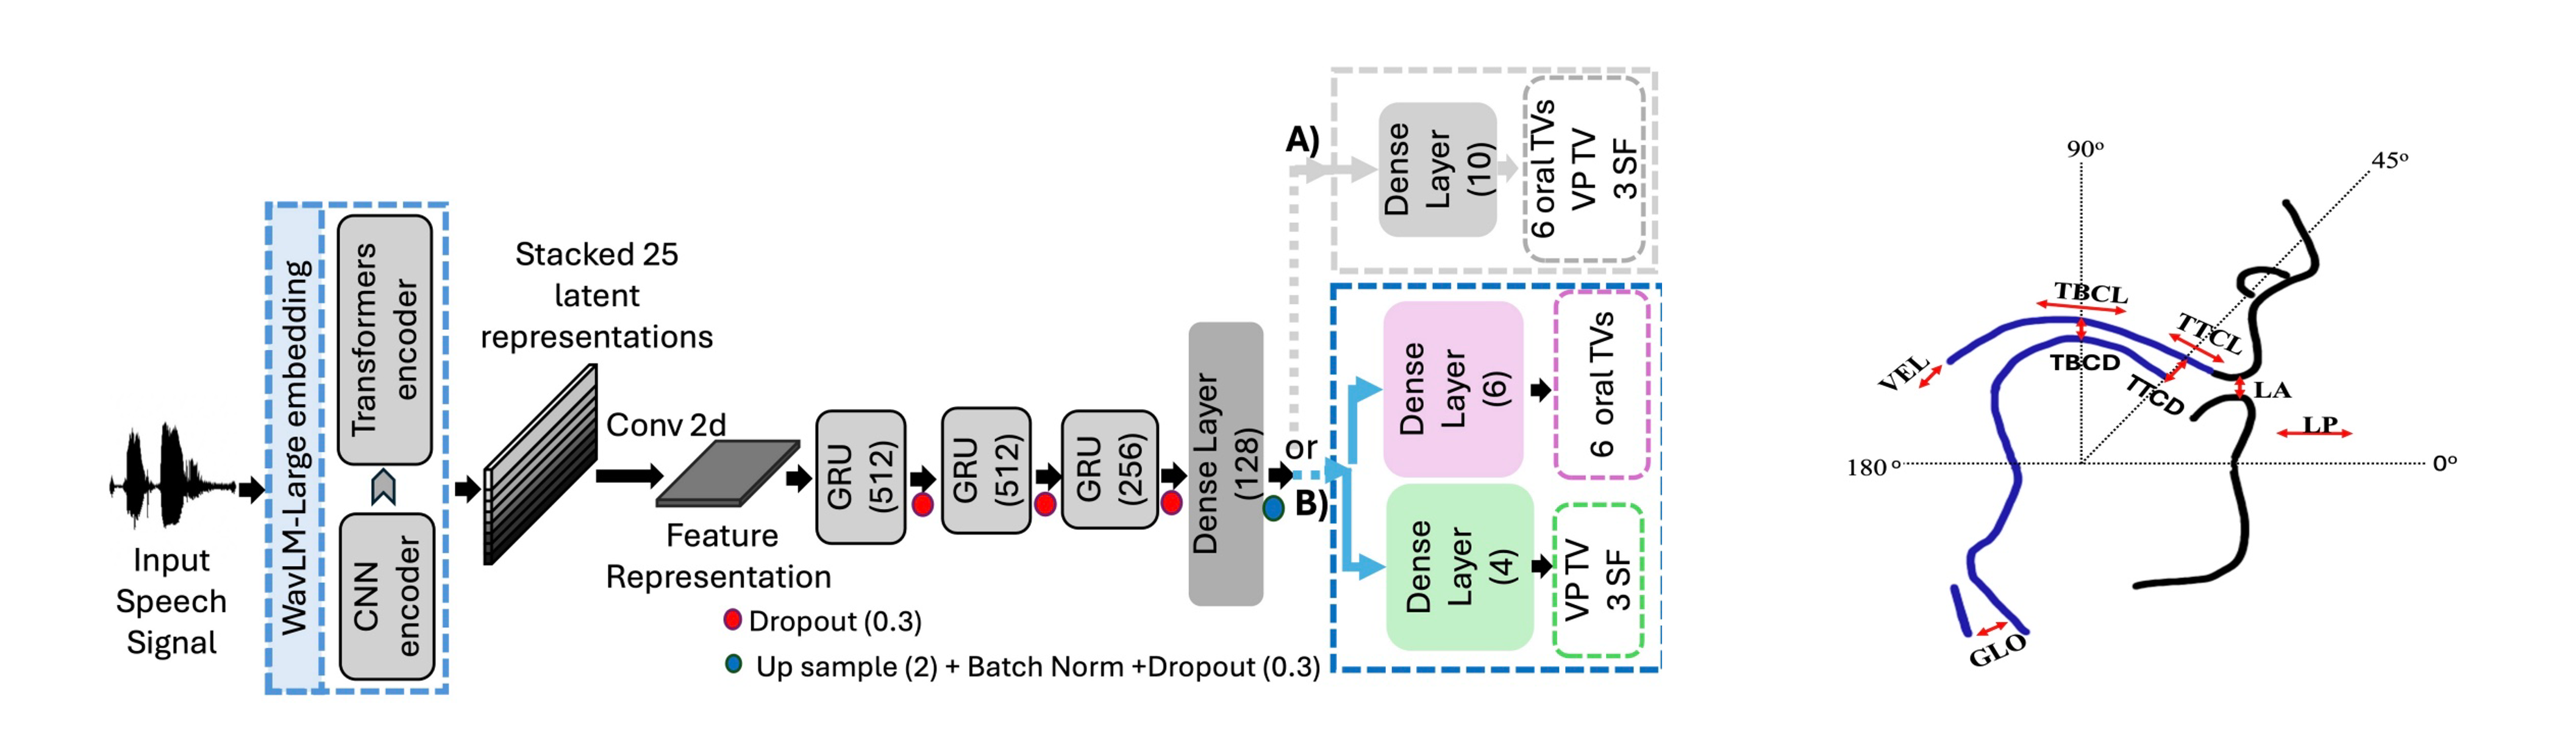 Input
Speech
Signal
WavLM-Large embedding
Transformers
encoder
CNN
encoder
Stacked 25
latent
representations
Conv 2d
Feature
Representation
GRU
(512)
GRU
(512)
GRU
(256)
Dense Layer
(128)
Dropout (0.3)
Up sample (2) + Batch Norm +Dropout (0.3)
or
A)
Dense
Layer
(10)
6 oral TVs
VP TV
3 SF
B)
Dense
Layer
(6)
6 oral TVs
Dense
Layer
(4)
VP TV
3 SF
90º
45º
TBCL
TTCL
VEL
TBCD
TTCD
LA
LP
180 º
0º
GLO